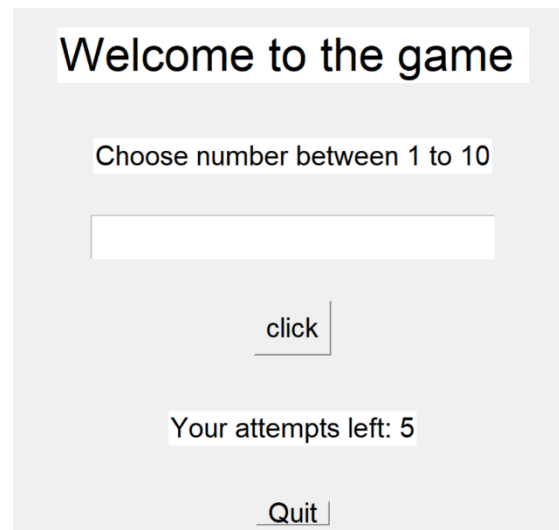 Welcome to the game
Choose number between 1 to 10
click
Your attempts left: 5
Quit